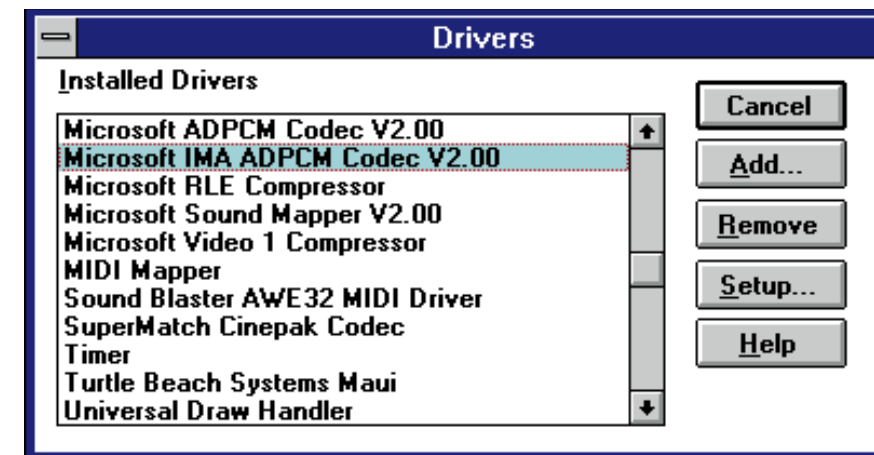 Drivers
Installed Drivers
Microsoft ADPCM Codec V2.00
Microsoft IMA ADPCM Codec V2.00
Microsoft RLE Compressor
Microsoft Sound Mapper V2.00
Microsoft Video 1 Compressor
MIDI Mapper
Sound Blaster AWE32 MIDI Driver
SuperMatch Cinepak Codec
Timer
Turtle Beach Systems Maui
Universal Draw Handler
Cancel
Add...
Remove
Setup...
Help